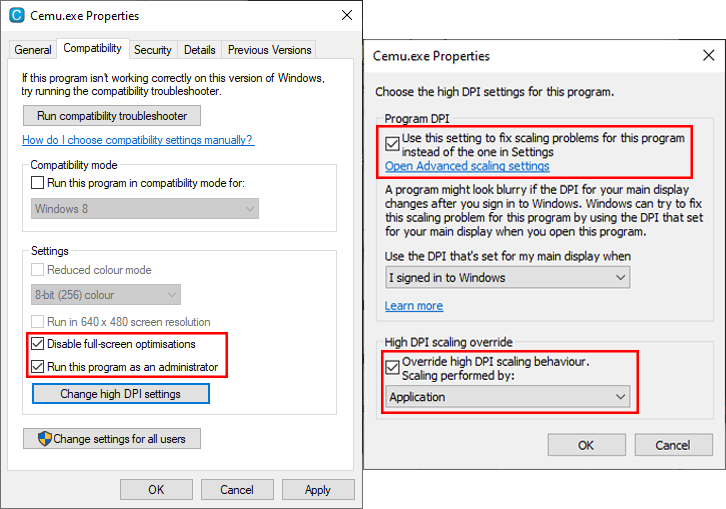 Cemu.exe Properties
General
Compatibility
Security
Details
Previous Versions
If this program isn't working correctly on this version of Windows,
try running the compatibility troubleshooter.
Run compatibility troubleshooter
How do I choose compatibility settings manually?
Compatibility mode
Run this program in compatibility mode for:
Windows 8
Settings
Reduced colour mode
8-bit (256) colour
Run in 640 x 480 screen resolution
Disable full-screen optimisations
Run this program as an administrator
Change high DPI settings
Change settings for all users
OK
Cancel
Apply
Cemu.exe Properties
Choose the high DPI settings for this program.
Program DPI
Use this setting to fix scaling problems for this program
instead of the one in Settings
Open Advanced scaling settings
A program might look blurry if the DPI for your main display
changes after you sign in to Windows. Windows can try to fix
this scaling problem for this program by using the DPI that set
for your main display when you open this program.
Use the DPI that's set for my main display when
I signed in to Windows
Learn more
High DPI scaling override
Override high DPI scaling behaviour.
Scaling performed by:
Application
OK
Cancel